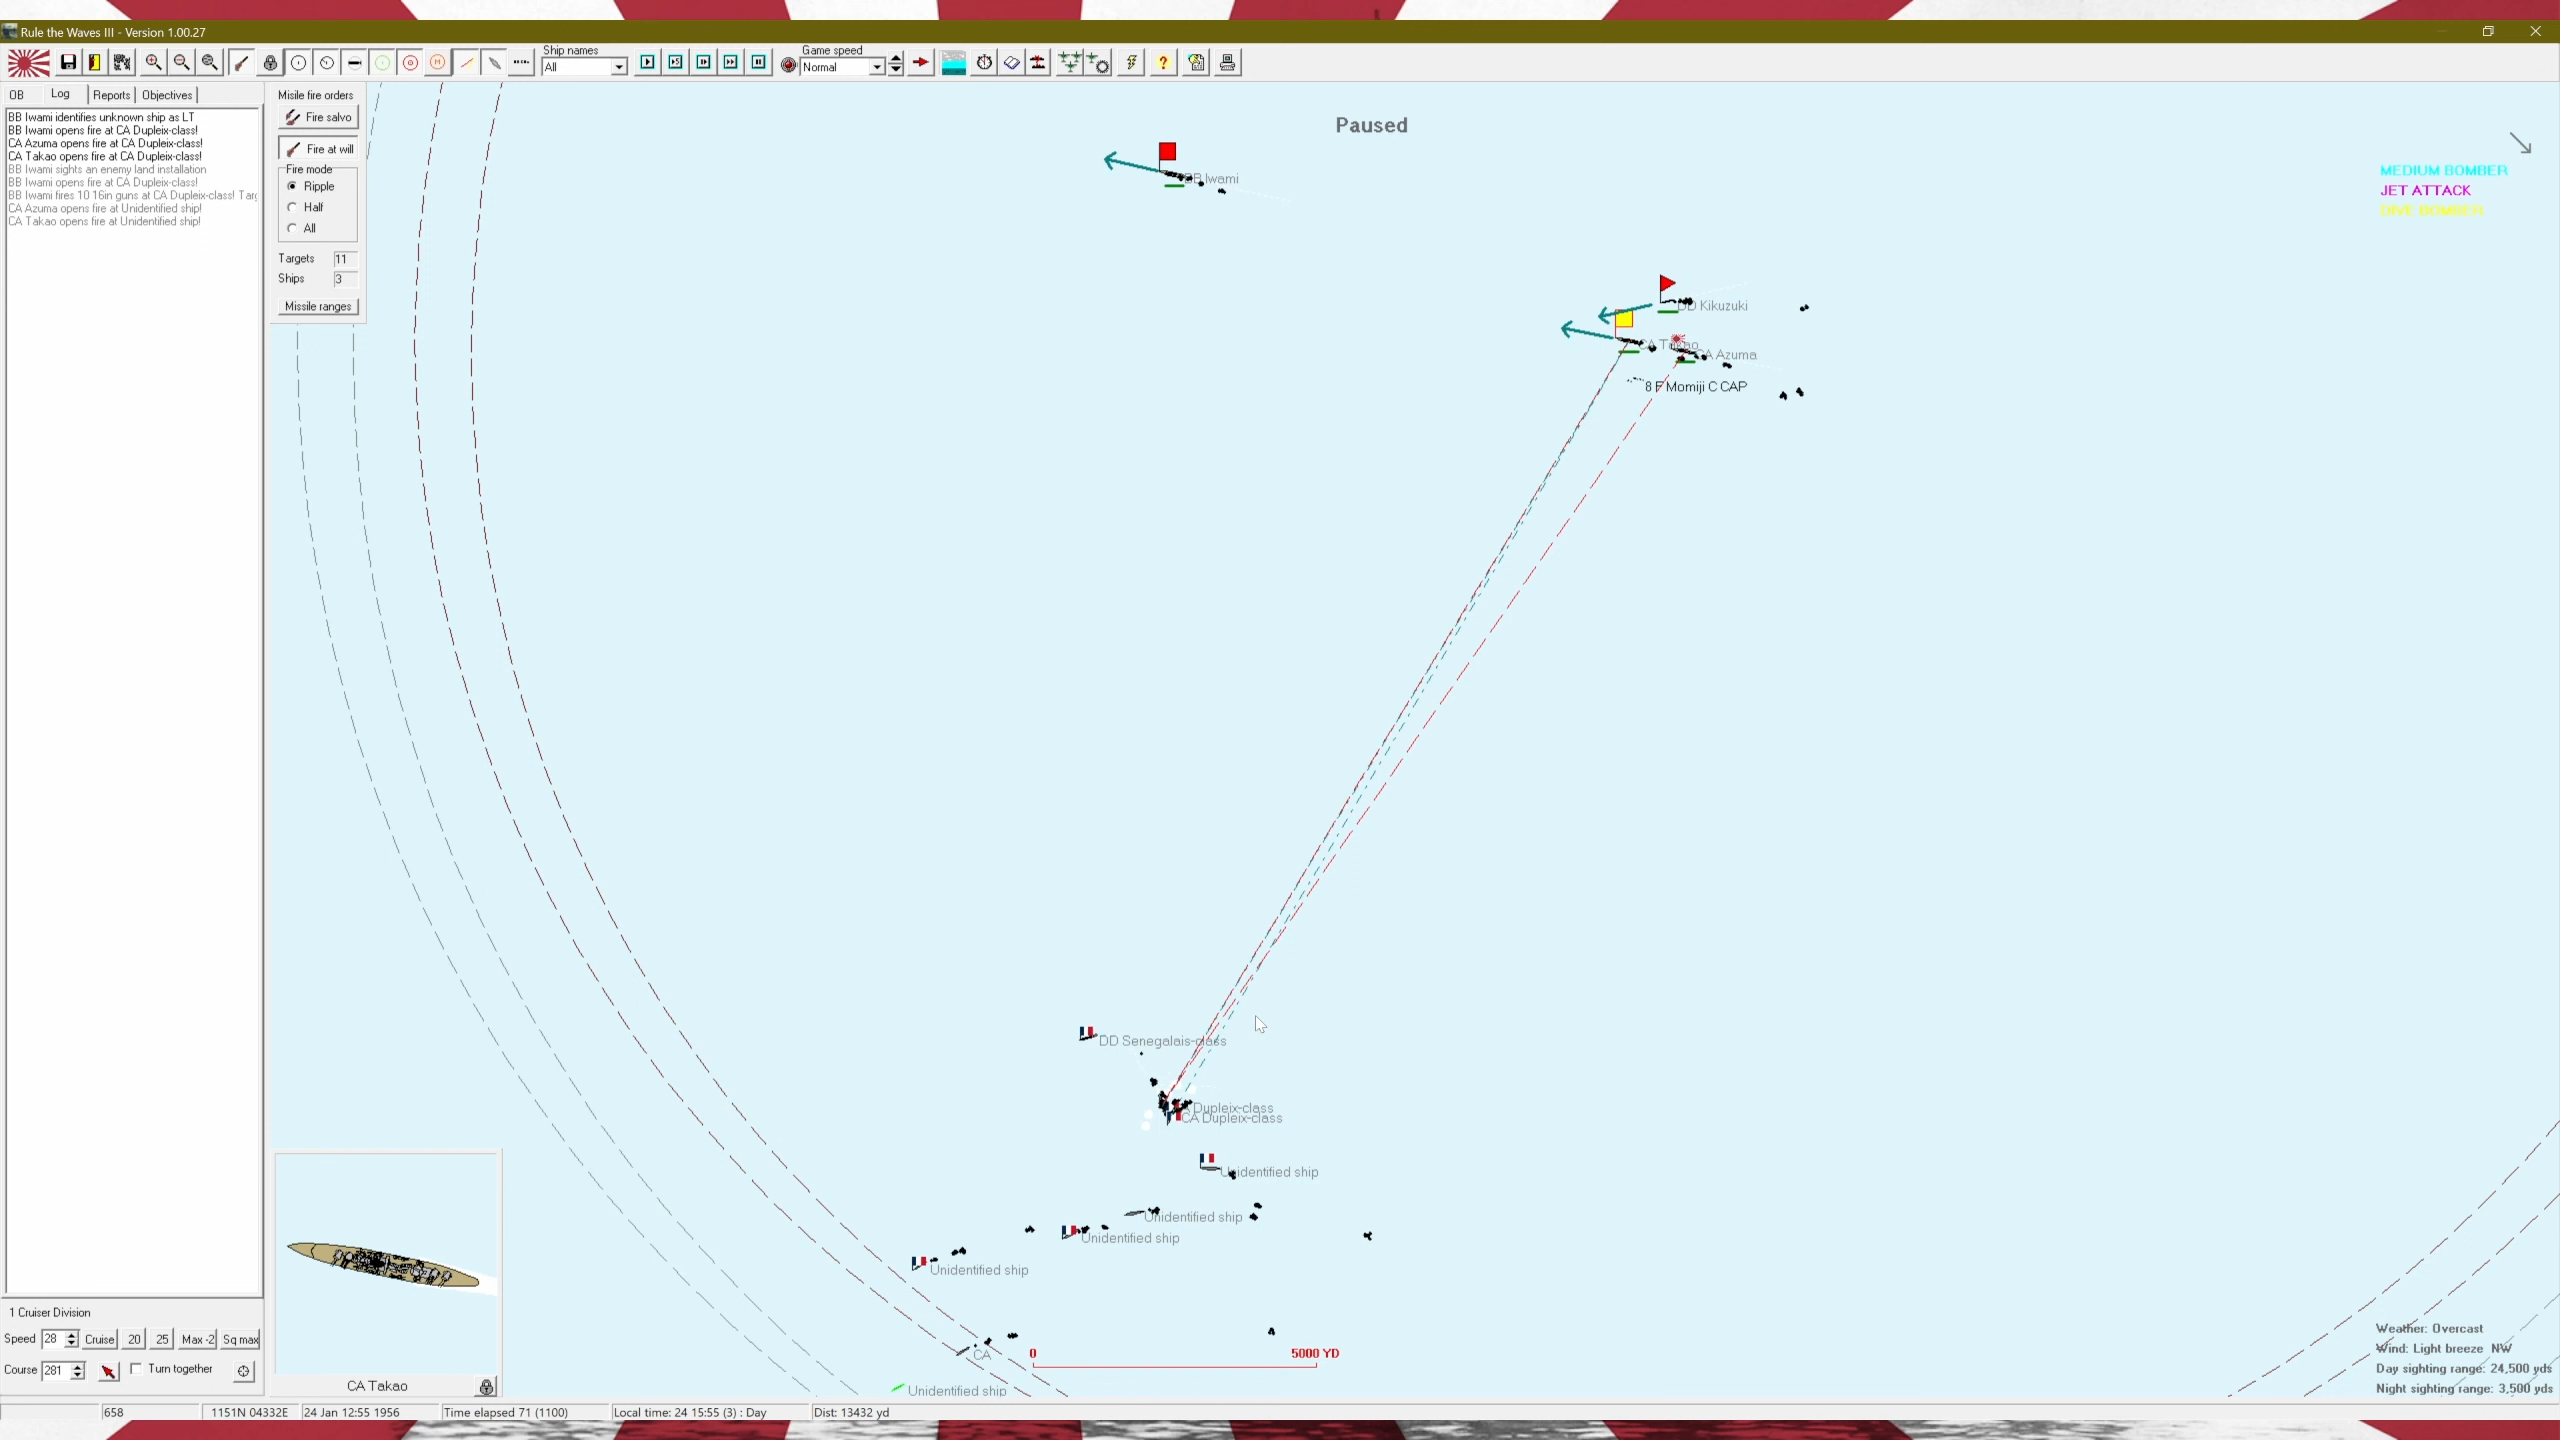 Rule the Waves III - Version 1.00.27
Ship names
All
Game speed
Normal
OB
Log
Reports
Objectives
BB Iwami identifies unknown ship as LT
BB Iwami opens fire at CA Dupleix-class!
CA Azuma opens fire at CA Dupleix-class!
CA Takao opens fire at CA Dupleix-class!
BB Iwami sights an enemy land installation
BB Iwami opens fire at CA Dupleix-class!
BB Iwami fires 10 16in guns at CA Dupleix-class! Targ
CA Azuma opens fire at Unidentified ship!
CA Takao opens fire at Unidentified ship!
Missile fire orders
Fire salvo
Fire at will
Fire mode
Ripple
Half
All
Targets 11
Ships 3
Missile ranges
Paused
MEDIUM BOMBER
JET ATTACK
DIVE BOMBER
BB Iwami
DD Kikuzuki
CA Takao
CA Azuma
8 F Momiji C CAP
DD Senegalais-class
Dupleix-class
CA Dupleix-class
Unidentified ship
Unidentified ship
Unidentified ship
Unidentified ship
CA
Unidentified ship
0 5000 YD
Weather: Overcast
Wind: Light breeze NW
Day sighting range: 24,500 yds
Night sighting range: 3,500 yds
1 Cruiser Division
Speed 28 Cruise 20 25 Max -2 Sq max
Course 281 Turn together
CA Takao
658 1151N 04332E 24 Jan 12:55 1956 Time elapsed 71 (1100) Local time: 24 15:55 (3) : Day Dist: 13432 yd